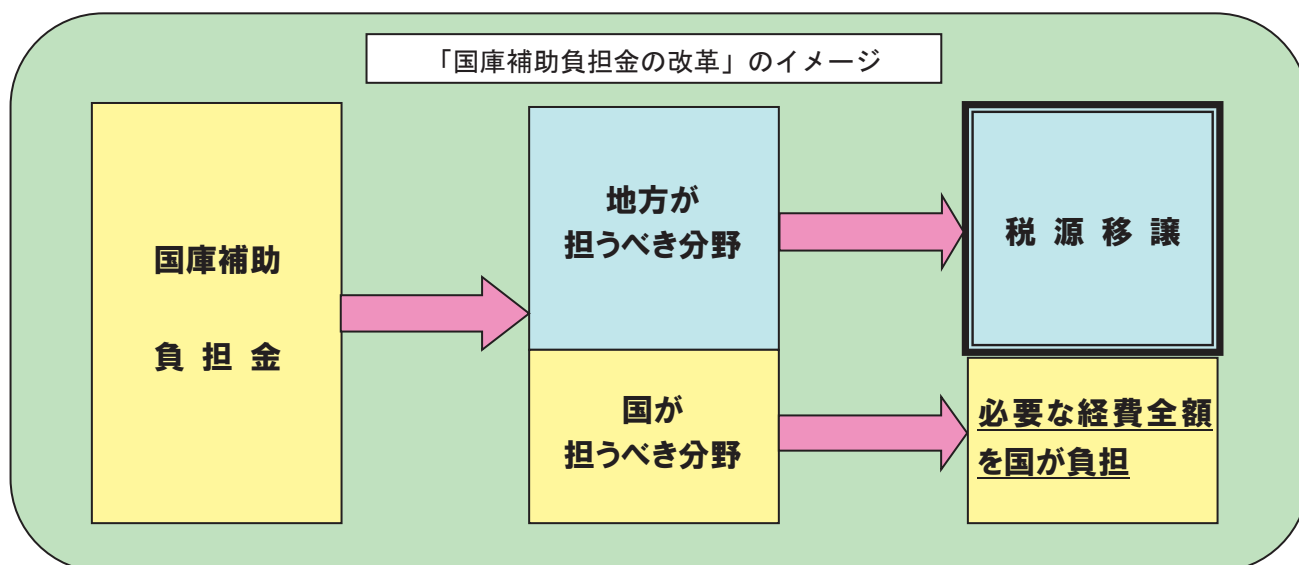 「国庫補助負担金の改革」のイメージ
国庫補助
負 担 金
地方が
担うべき分野
国が
担うべき分野
税 源 移 譲
必要な経費全額
を国が負担